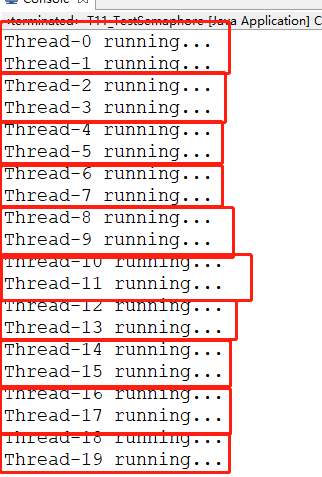 Console
<terminated> T11_TestSemaphore [Java Application] C
Thread-0 running...
Thread-1 running...
Thread-2 running...
Thread-3 running...
Thread-4 running...
Thread-5 running...
Thread-6 running...
Thread-7 running...
Thread-8 running...
Thread-9 running...
Thread-10 running...
Thread-11 running...
Thread-12 running...
Thread-13 running...
Thread-14 running...
Thread-15 running...
Thread-16 running...
Thread-17 running...
Thread-18 running...
Thread-19 running...